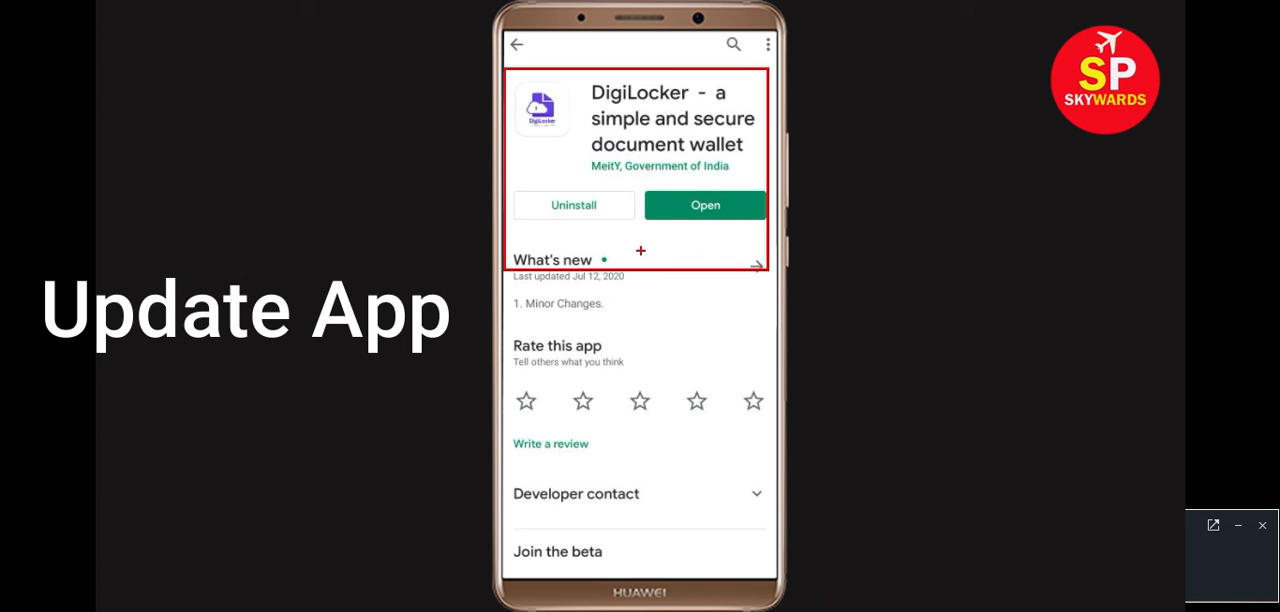 SP
SKYWARDS
DigiLocker - a
simple and secure
document wallet
DigiLocker
MeitY, Government of India
Uninstall
Open
What's new
Last updated Jul 12, 2020
1. Minor Changes.
Update App
Rate this app
Tell others what you think
Write a review
Developer contact
Join the beta
HUAWEI